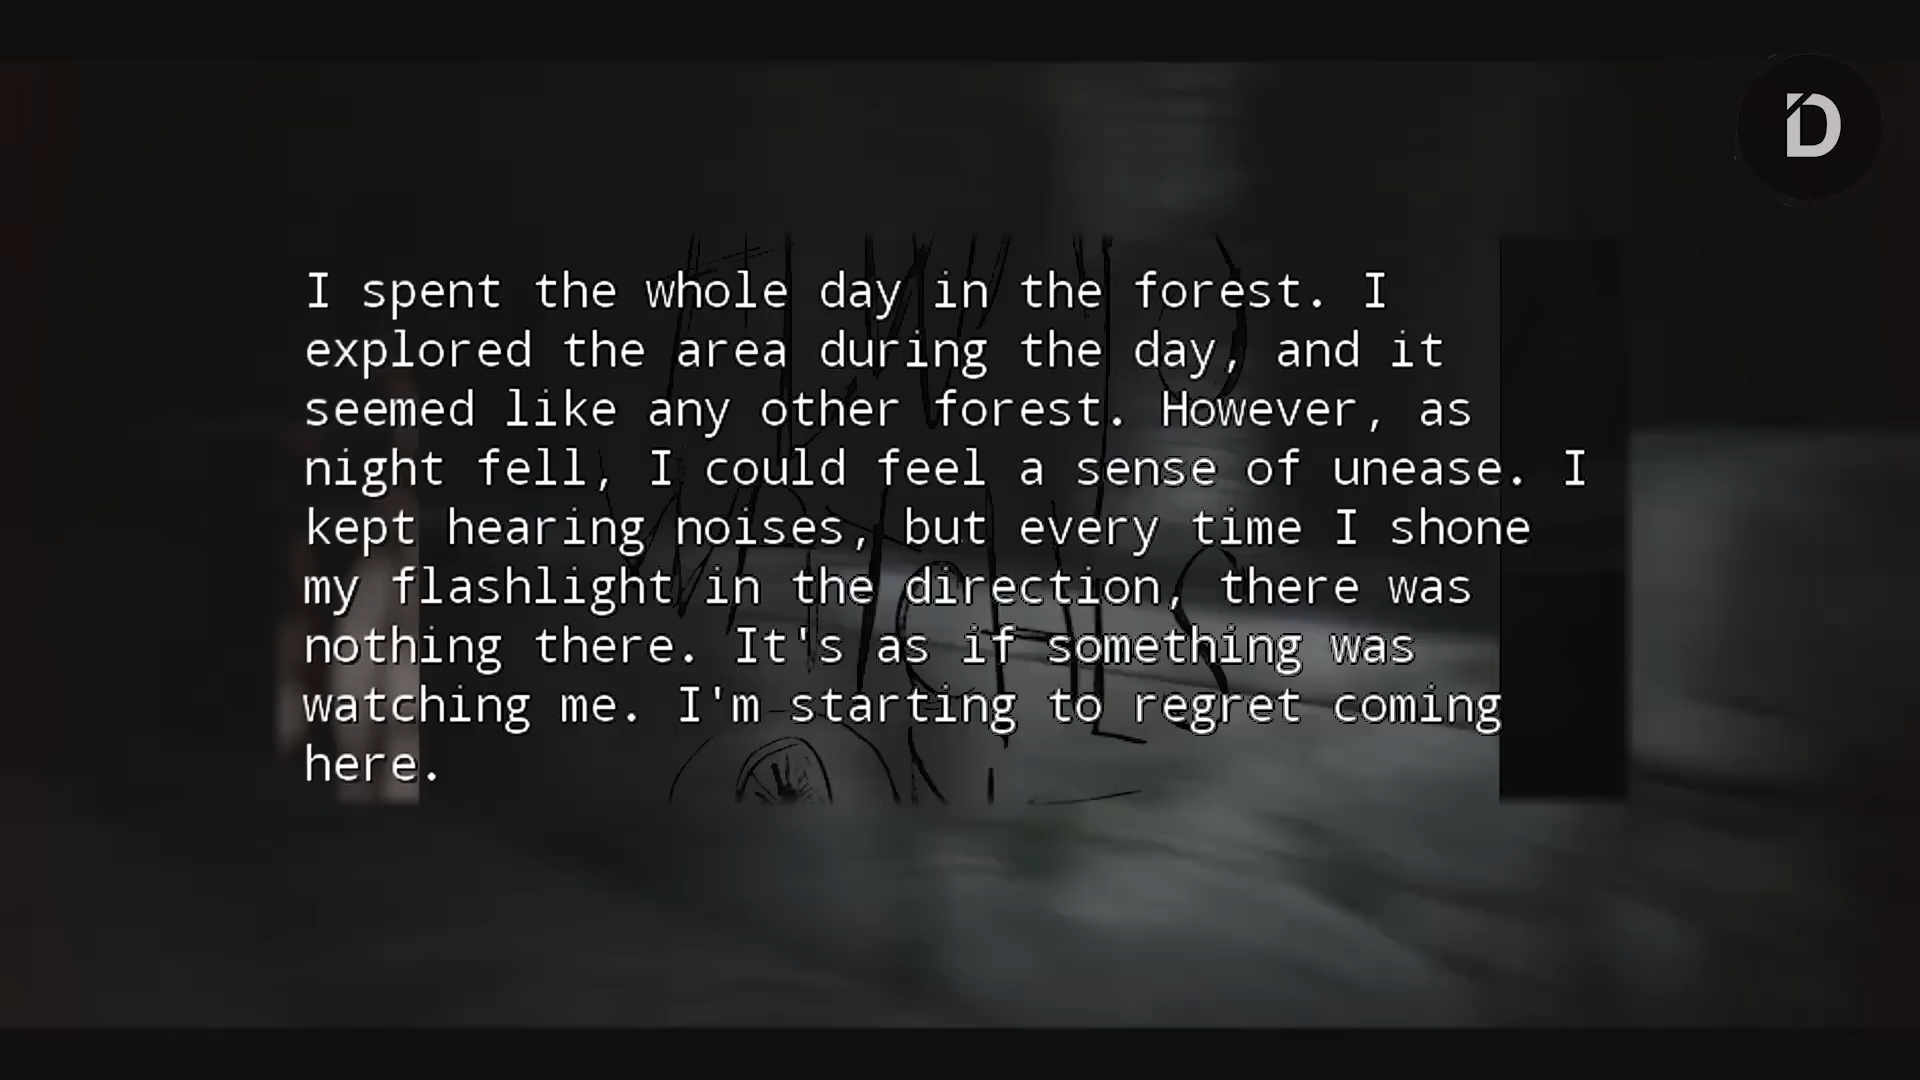 D
I spent the whole day in the forest. I
explored the area during the day, and it
seemed like any other forest. However, as
night fell, I could feel a sense of unease. I
kept hearing noises, but every time I shone
my flashlight in the direction, there was
nothing there. It's as if something was
watching me. I'm starting to regret coming
here.